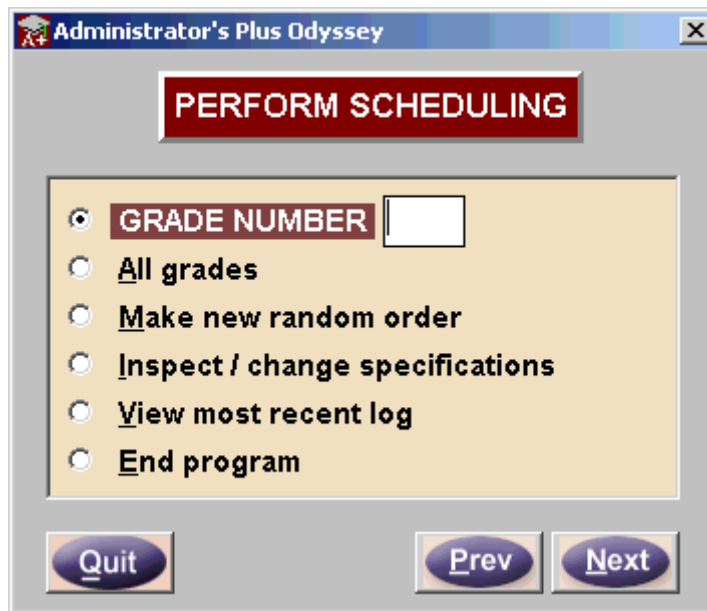 Administrator's Plus Odyssey
PERFORM SCHEDULING
GRADE NUMBER
All grades
Make new random order
Inspect / change specifications
View most recent log
End program
Quit Prev Next